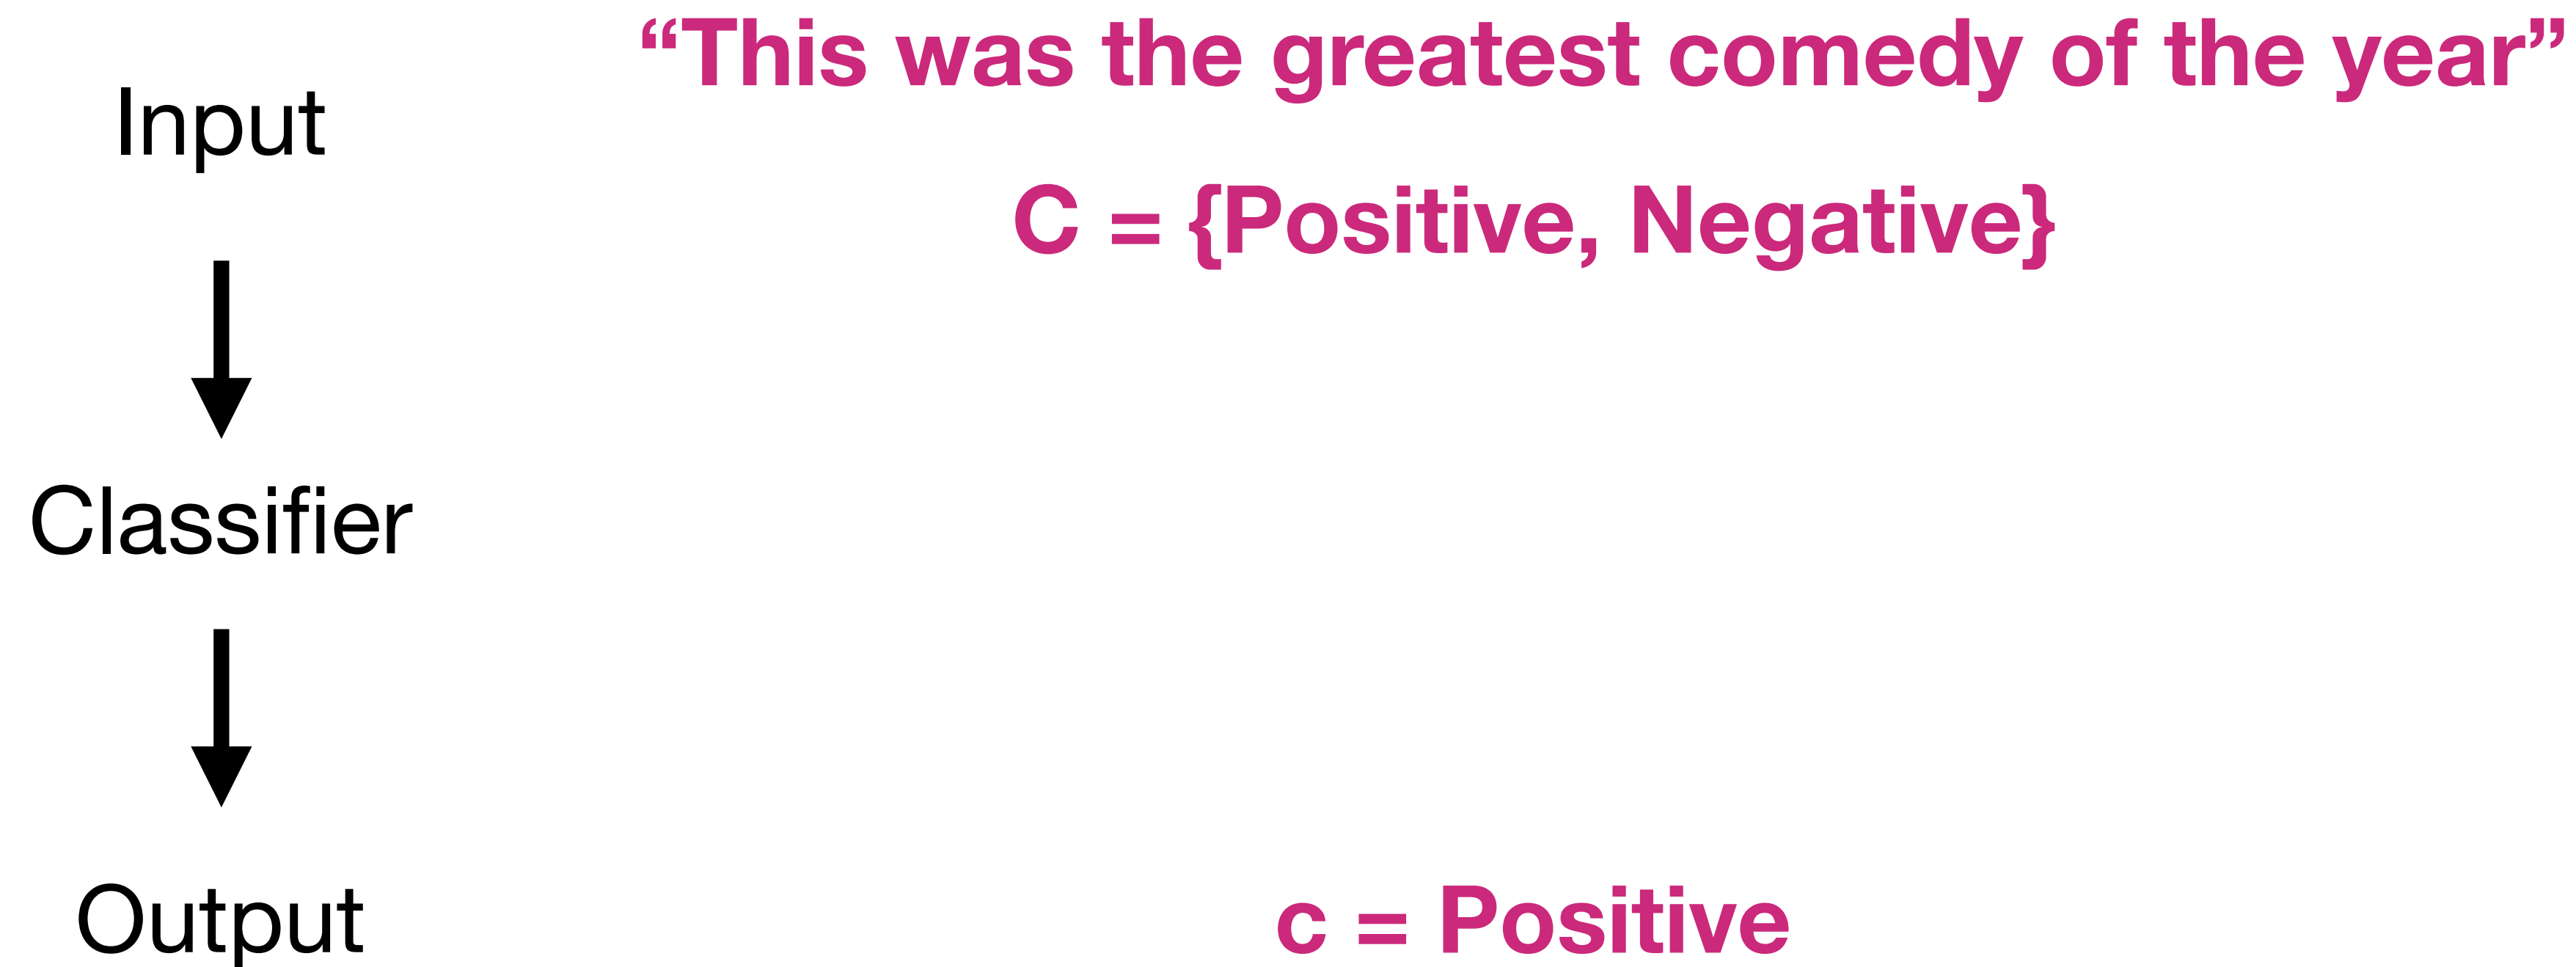 “This was the greatest comedy of the year”
Input
C = {Positive, Negative}
Classifier
Output
c = Positive